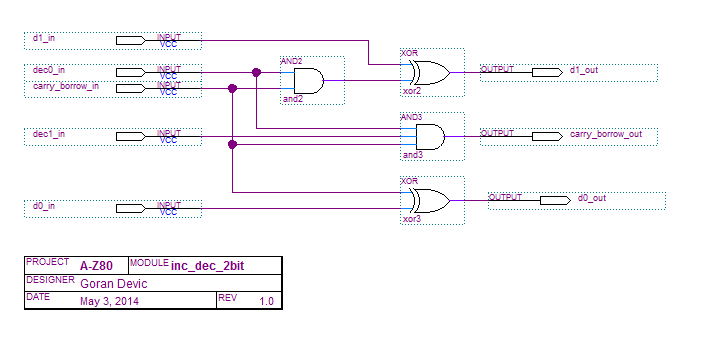 d1_in INPUT VCC
XOR
AND2
dec0_in INPUT VCC
OUTPUT d1_out
carry_borrow_in INPUT VCC
xor2
and2
AND3
dec1_in INPUT VCC
OUTPUT carry_borrow_out
and3
XOR
OUTPUT d0_out
d0_in INPUT VCC
xor3
PROJECT A-Z80 MODULE inc_dec_2bit
DESIGNER Goran Devic
DATE May 3, 2014 REV 1.0